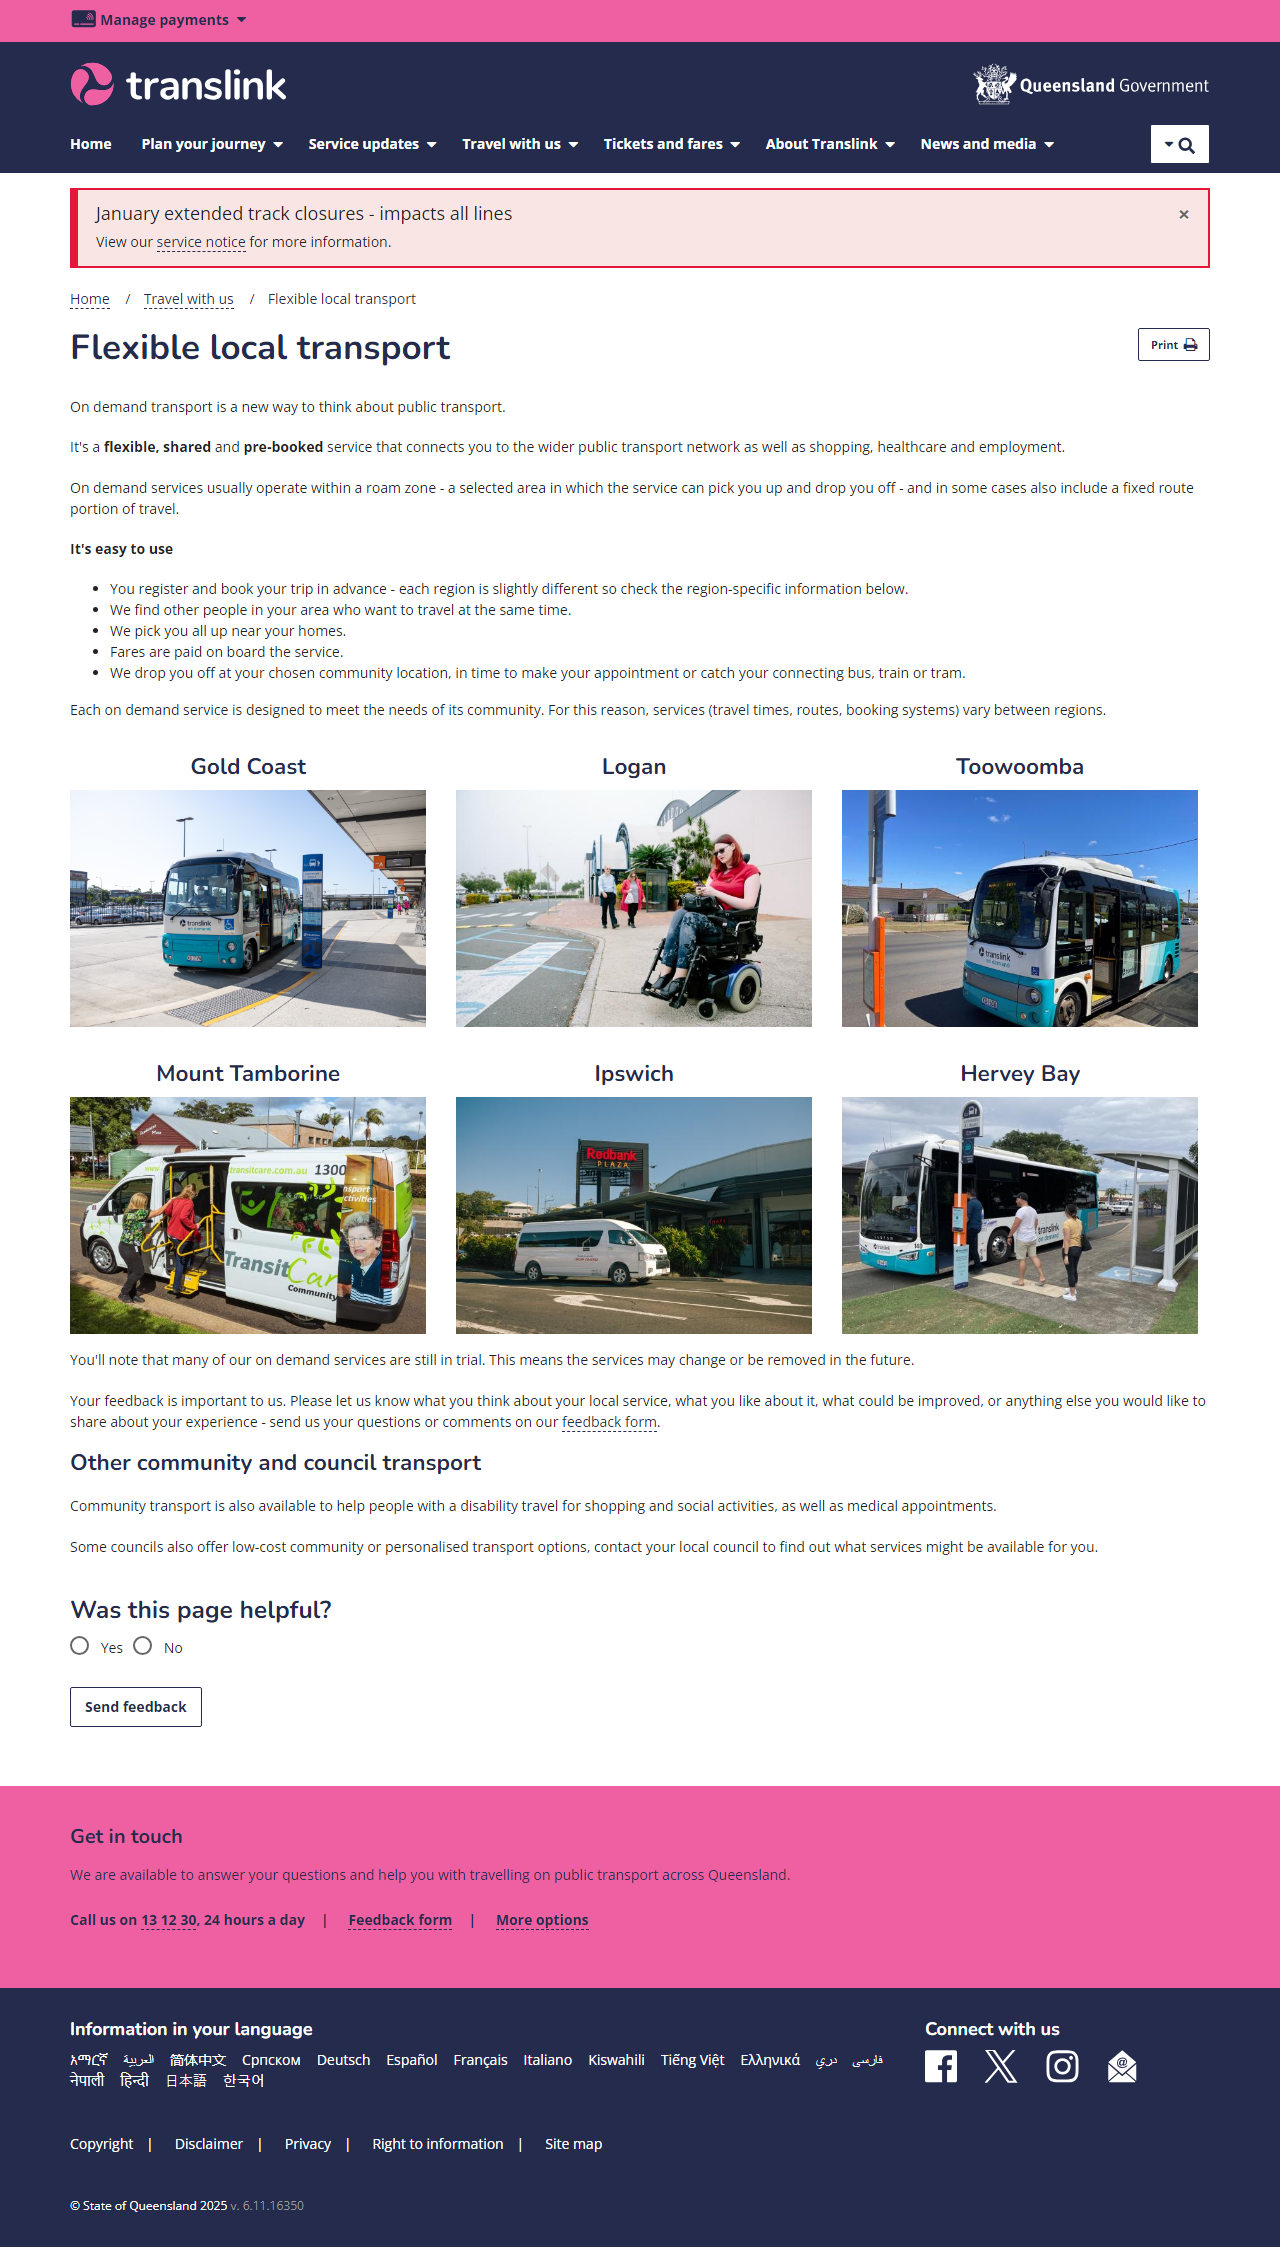 Manage payments
translink
Queensland Government
Home
Plan your journey
Service updates
Travel with us
Tickets and fares
About Translink
News and media
January extended track closures - impacts all lines
×
View our service notice for more information.
Home / Travel with us / Flexible local transport
Flexible local transport
Print
On demand transport is a new way to think about public transport.
It's a flexible, shared and pre-booked service that connects you to the wider public transport network as well as shopping, healthcare and employment.
On demand services usually operate within a roam zone - a selected area in which the service can pick you up and drop you off - and in some cases also include a fixed route
portion of travel.
It's easy to use
• You register and book your trip in advance - each region is slightly different so check the region-specific information below.
• We find other people in your area who want to travel at the same time.
• We pick you all up near your homes.
• Fares are paid on board the service.
• We drop you off at your chosen community location, in time to make your appointment or catch your connecting bus, train or tram.
Each on demand service is designed to meet the needs of its community. For this reason, services (travel times, routes, booking systems) vary between regions.
Gold Coast
Logan
Toowoomba
translink
on demand
translink
on demand
Mount Tamborine
Ipswich
Hervey Bay
transitcare.com.au 1300
TransitCar
Community
Redbank
PLAZA
translink
on demand
You'll note that many of our on demand services are still in trial. This means the services may change or be removed in the future.
Your feedback is important to us. Please let us know what you think about your local service, what you like about it, what could be improved, or anything else you would like to
share about your experience - send us your questions or comments on our feedback form.
Other community and council transport
Community transport is also available to help people with a disability travel for shopping and social activities, as well as medical appointments.
Some councils also offer low-cost community or personalised transport options, contact your local council to find out what services might be available for you.
Was this page helpful?
Yes No
Send feedback
Get in touch
We are available to answer your questions and help you with travelling on public transport across Queensland.
Call us on 13 12 30, 24 hours a day | Feedback form | More options
Information in your language
Connect with us
አማርኛ العربية 简体中文 Српском Deutsch Español Français Italiano Kiswahili Tiếng Việt Ελληνικά دري فارسی
नेपाली हिन्दी 日本語 한국어
Copyright | Disclaimer | Privacy | Right to information | Site map
© State of Queensland 2025 v. 6.11.16350